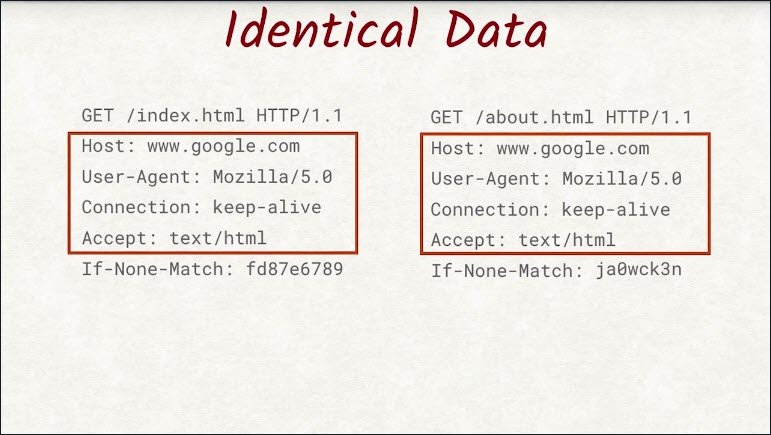 Identical Data
GET /index.html HTTP/1.1
Host: www.google.com
User-Agent: Mozilla/5.0
Connection: keep-alive
Accept: text/html
If-None-Match: fd87e6789
GET /about.html HTTP/1.1
Host: www.google.com
User-Agent: Mozilla/5.0
Connection: keep-alive
Accept: text/html
If-None-Match: ja0wck3n